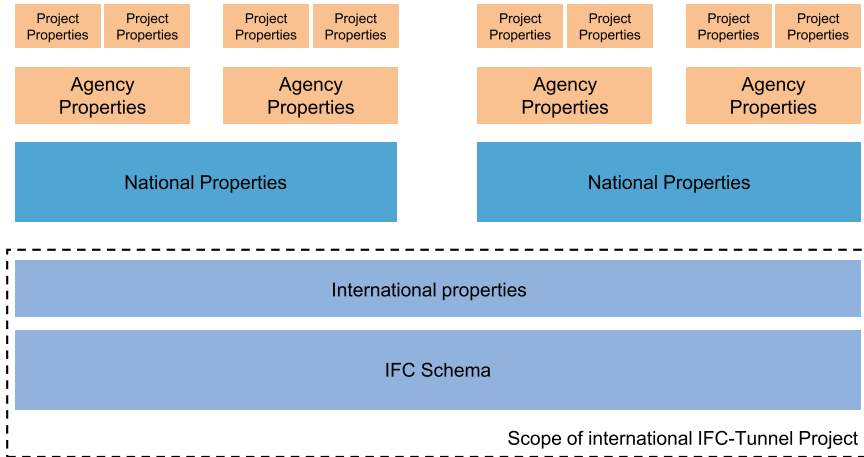 Project
Properties
Project
Properties
Project
Properties
Project
Properties
Project
Properties
Project
Properties
Project
Properties
Project
Properties
Agency
Properties
Agency
Properties
Agency
Properties
Agency
Properties
National Properties
National Properties
International properties
IFC Schema
Scope of international IFC-Tunnel Project